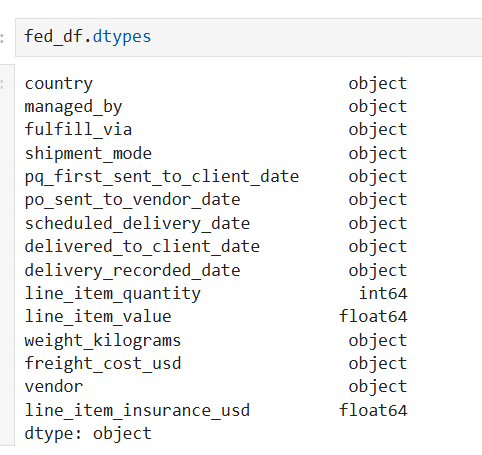 fed_df.dtypes
country object
managed_by object
fulfill_via object
shipment_mode object
pq_first_sent_to_client_date object
po_sent_to_vendor_date object
scheduled_delivery_date object
delivered_to_client_date object
delivery_recorded_date object
line_item_quantity int64
line_item_value float64
weight_kilograms object
freight_cost_usd object
vendor object
line_item_insurance_usd float64
dtype: object